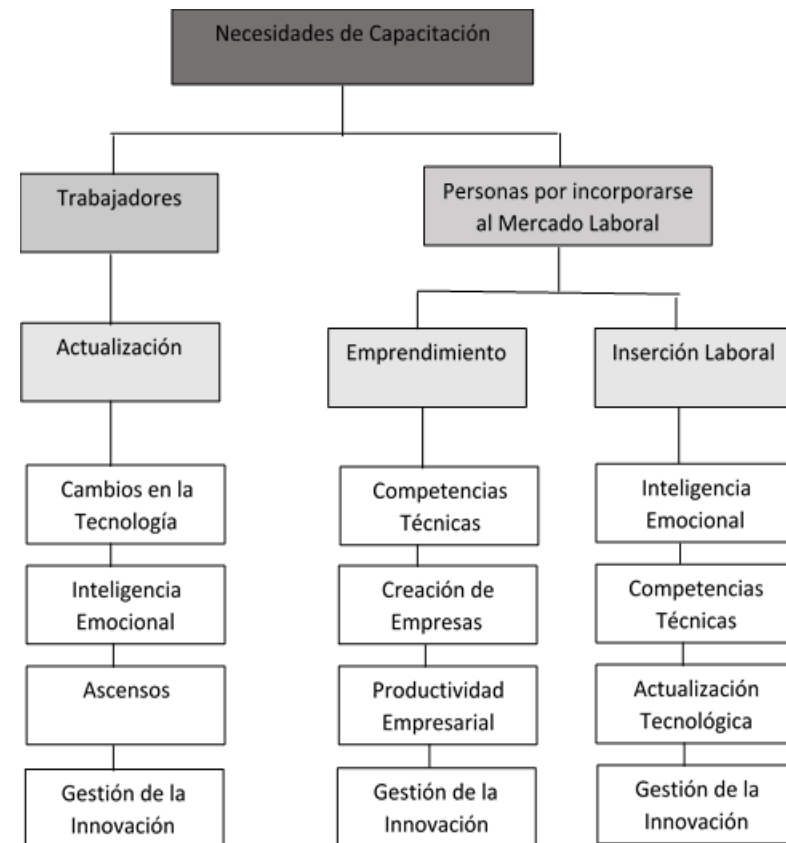 Necesidades de Capacitación
Trabajadores
Personas por incorporarse
al Mercado Laboral
Actualización
Emprendimiento
Inserción Laboral
Cambios en la
Tecnología
Inteligencia
Emocional
Ascensos
Gestión de la
Innovación
Competencias
Técnicas
Creación de
Empresas
Productividad
Empresarial
Gestión de la
Innovación
Inteligencia
Emocional
Competencias
Técnicas
Actualización
Tecnológica
Gestión de la
Innovación